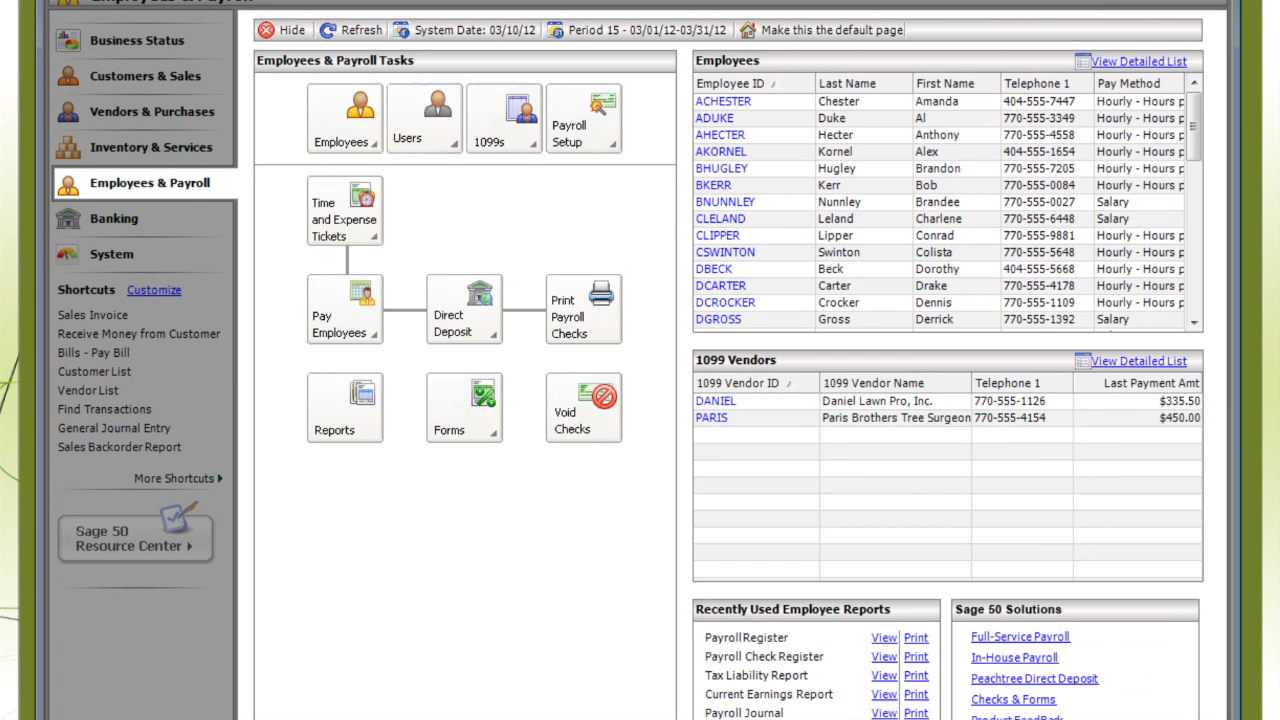 Employees & Payroll
Business Status
Customers & Sales
Vendors & Purchases
Inventory & Services
Employees & Payroll
Banking
System
Shortcuts Customize
Sales Invoice
Receive Money from Customer
Bills - Pay Bill
Customer List
Vendor List
Find Transactions
General Journal Entry
Sales Backorder Report
More Shortcuts
Sage 50
Resource Center
Hide Refresh System Date: 03/10/12 Period 15 - 03/01/12-03/31/12 Make this the default page
Employees & Payroll Tasks
Employees
Users
1099s
Payroll
Setup
Time
and Expense
Tickets
Pay
Employees
Direct
Deposit
Print
Payroll
Checks
Reports
Forms
Void
Checks
Employees View Detailed List
Employee ID Last Name First Name Telephone 1 Pay Method
ACHESTER Chester Amanda 404-555-7447 Hourly - Hours p
ADUKE Duke Al 770-555-3349 Hourly - Hours p
AHECTER Hecter Anthony 770-555-4558 Hourly - Hours p
AKORNEL Kornel Alex 404-555-1654 Hourly - Hours p
BHUGLEY Hugley Brandon 770-555-7205 Hourly - Hours p
BKERR Kerr Bob 770-555-0084 Hourly - Hours p
BNUNNLEY Nunnley Brandee 770-555-0027 Salary
CLELAND Leland Charlene 770-555-6448 Salary
CLIPPER Lipper Conrad 770-555-9881 Hourly - Hours p
CSWINTON Swinton Colista 770-555-5648 Hourly - Hours p
DBECK Beck Dorothy 404-555-5668 Hourly - Hours p
DCARTER Carter Drake 770-555-4178 Hourly - Hours p
DCROCKER Crocker Dennis 770-555-1109 Hourly - Hours p
DGROSS Gross Derrick 770-555-1392 Salary
1099 Vendors View Detailed List
1099 Vendor ID 1099 Vendor Name Telephone 1 Last Payment Amt
DANIEL Daniel Lawn Pro, Inc. 770-555-1126 $335.50
PARIS Paris Brothers Tree Surgeon 770-555-4154 $450.00
Recently Used Employee Reports
Payroll Register View Print
Payroll Check Register View Print
Tax Liability Report View Print
Current Earnings Report View Print
Payroll Journal View Print
Sage 50 Solutions
Full-Service Payroll
In-House Payroll
Peachtree Direct Deposit
Checks & Forms
Product FeedBack